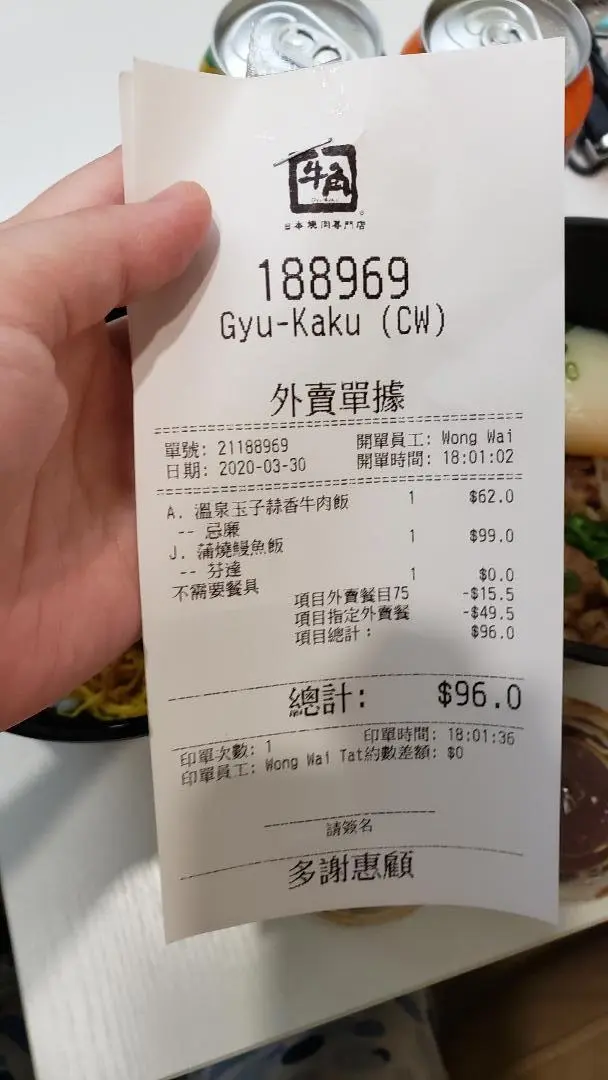 牛角
日本燒肉專門店
188969
Gyu-Kaku (CW)
外賣單據
單號: 21188969 開單員工: Wong Wai
日期: 2020-03-30 開單時間: 18:01:02
A. 溫泉玉子蒜香牛肉飯 1 $62.0
-- 忌廉
J. 蒲燒鰻魚飯 1 $99.0
-- 芬達
不需要餐具 1 $0.0
項目外賣餐目75 -$15.5
項目指定外賣餐 -$49.5
項目總計: $96.0
總計: $96.0
印單次數: 1 印單時間: 18:01:36
印單員工: Wong Wai Tat約數差額: $0
請簽名
多謝惠顧